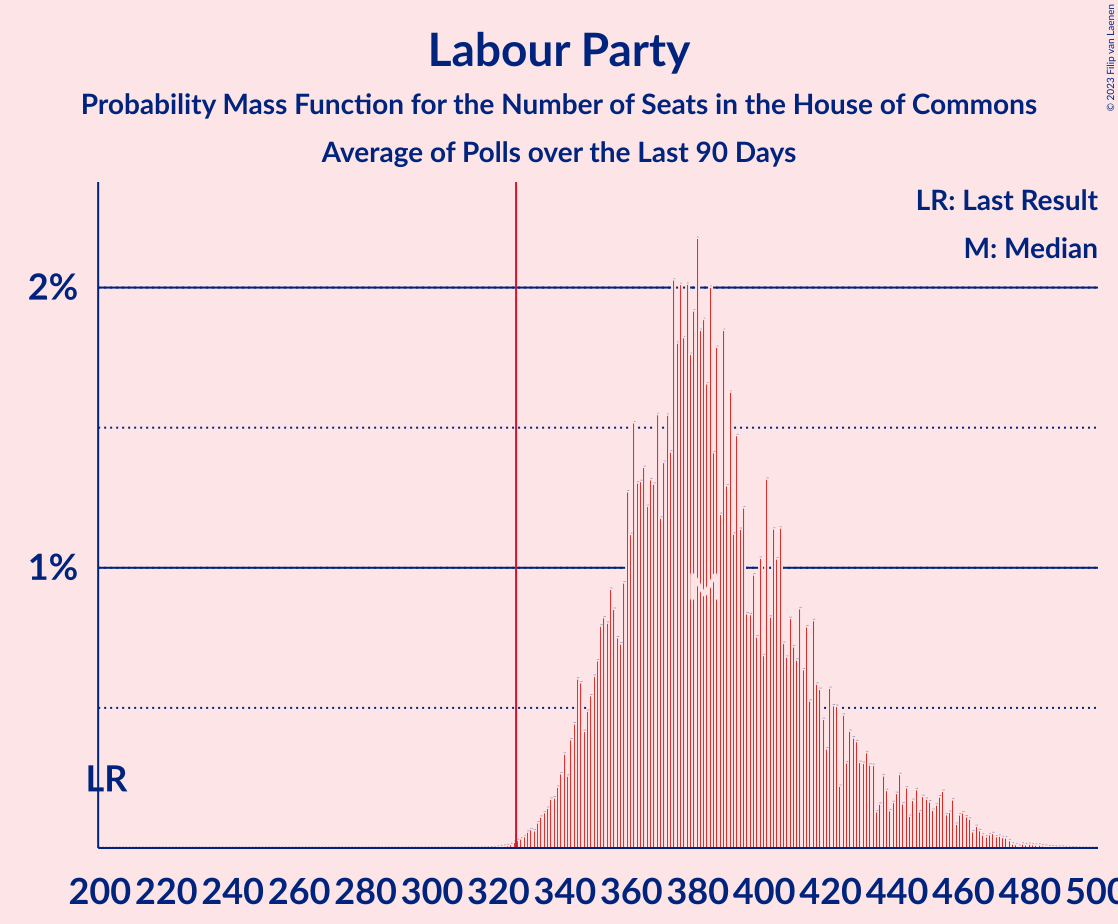 Labour Party
Probability Mass Function for the Number of Seats in the House of Commons
Average of Polls over the Last 90 Days
© 2023 Filip van Laenen
LR: Last Result
M: Median
2%
1%
M
LR
200 220 240 260 280 300 320 340 360 380 400 420 440 460 480 500